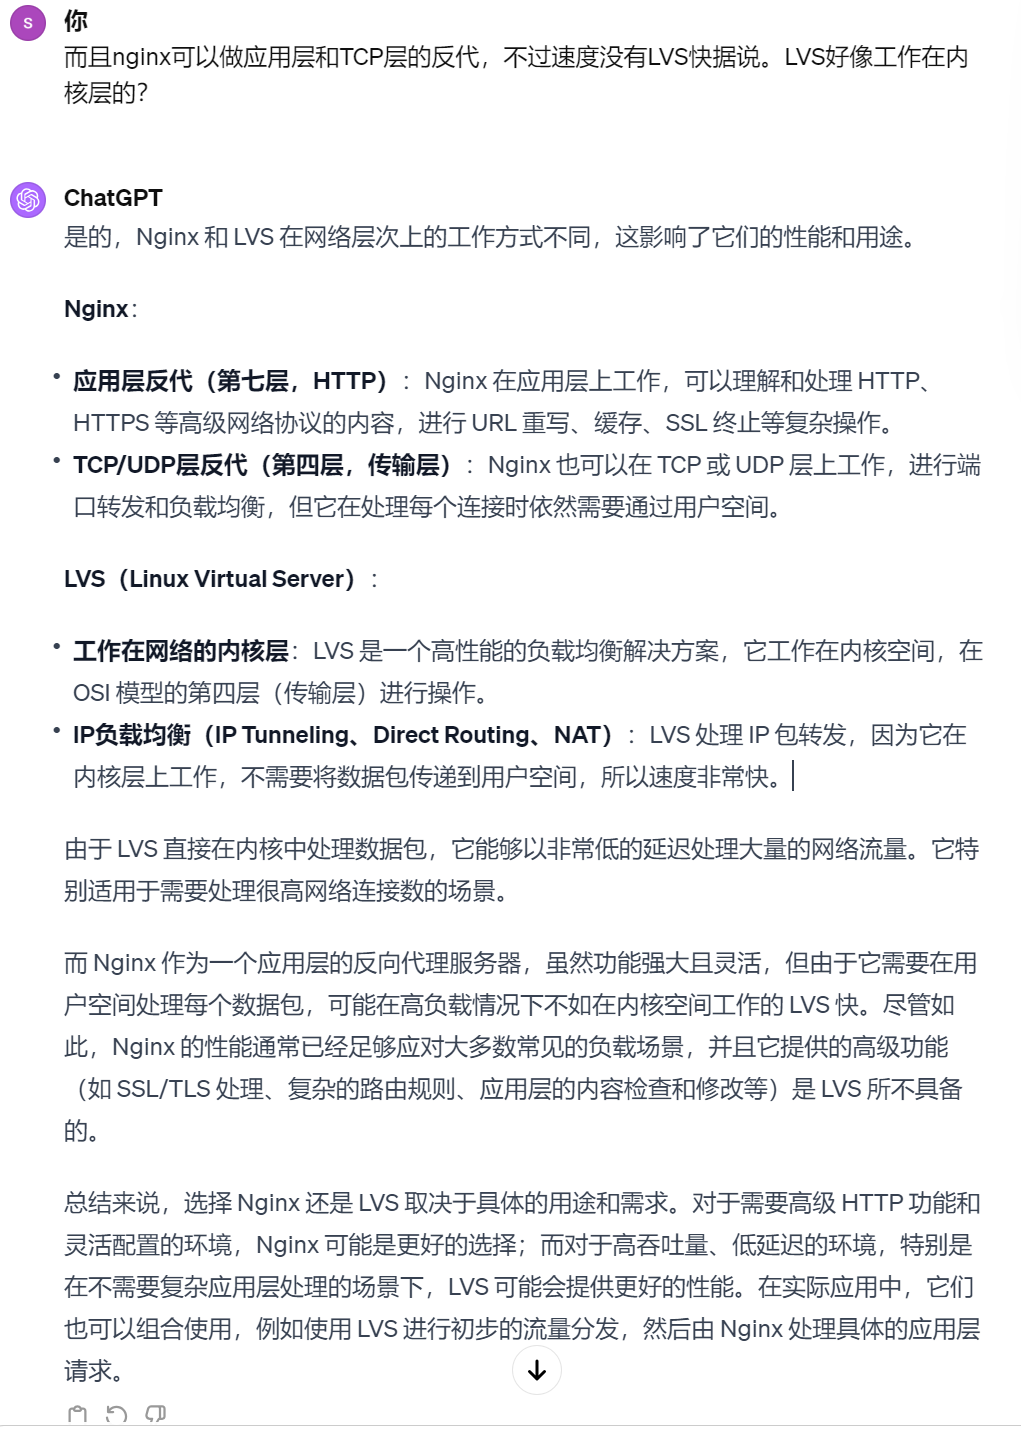 S
你
而且nginx可以做应用层和TCP层的反代，不过速度没有LVS快据说。LVS好像工作在内
核层的？
ChatGPT
是的，Nginx 和 LVS 在网络层次上的工作方式不同，这影响了它们的性能和用途。
Nginx：
• 应用层反代（第七层，HTTP）：Nginx 在应用层上工作，可以理解和处理 HTTP、
HTTPS 等高级网络协议的内容，进行 URL 重写、缓存、SSL 终止等复杂操作。
• TCP/UDP层反代（第四层，传输层）：Nginx 也可以在 TCP 或 UDP 层上工作，进行端
口转发和负载均衡，但它在处理每个连接时依然需要通过用户空间。
LVS（Linux Virtual Server）：
• 工作在网络的内核层：LVS 是一个高性能的负载均衡解决方案，它工作在内核空间，在
OSI 模型的第四层（传输层）进行操作。
• IP负载均衡（IP Tunneling、Direct Routing、NAT）：LVS 处理 IP 包转发，因为它在
内核层上工作，不需要将数据包传递到用户空间，所以速度非常快。
由于 LVS 直接在内核中处理数据包，它能够以非常低的延迟处理大量的网络流量。它特
别适用于需要处理很高网络连接数的场景。
而 Nginx 作为一个应用层的反向代理服务器，虽然功能强大且灵活，但由于它需要在用
户空间处理每个数据包，可能在高负载情况下不如在内核空间工作的 LVS 快。尽管如
此，Nginx 的性能通常已经足够应对大多数常见的负载场景，并且它提供的高级功能
（如 SSL/TLS 处理、复杂的路由规则、应用层的内容检查和修改等）是 LVS 所不具备
的。
总结来说，选择 Nginx 还是 LVS 取决于具体的用途和需求。对于需要高级 HTTP 功能和
灵活配置的环境，Nginx 可能是更好的选择；而对于高吞吐量、低延迟的环境，特别是
在不需要复杂应用层处理的场景下，LVS 可能会提供更好的性能。在实际应用中，它们
也可以组合使用，例如使用 LVS 进行初步的流量分发，然后由 Nginx 处理具体的应用层
请求。